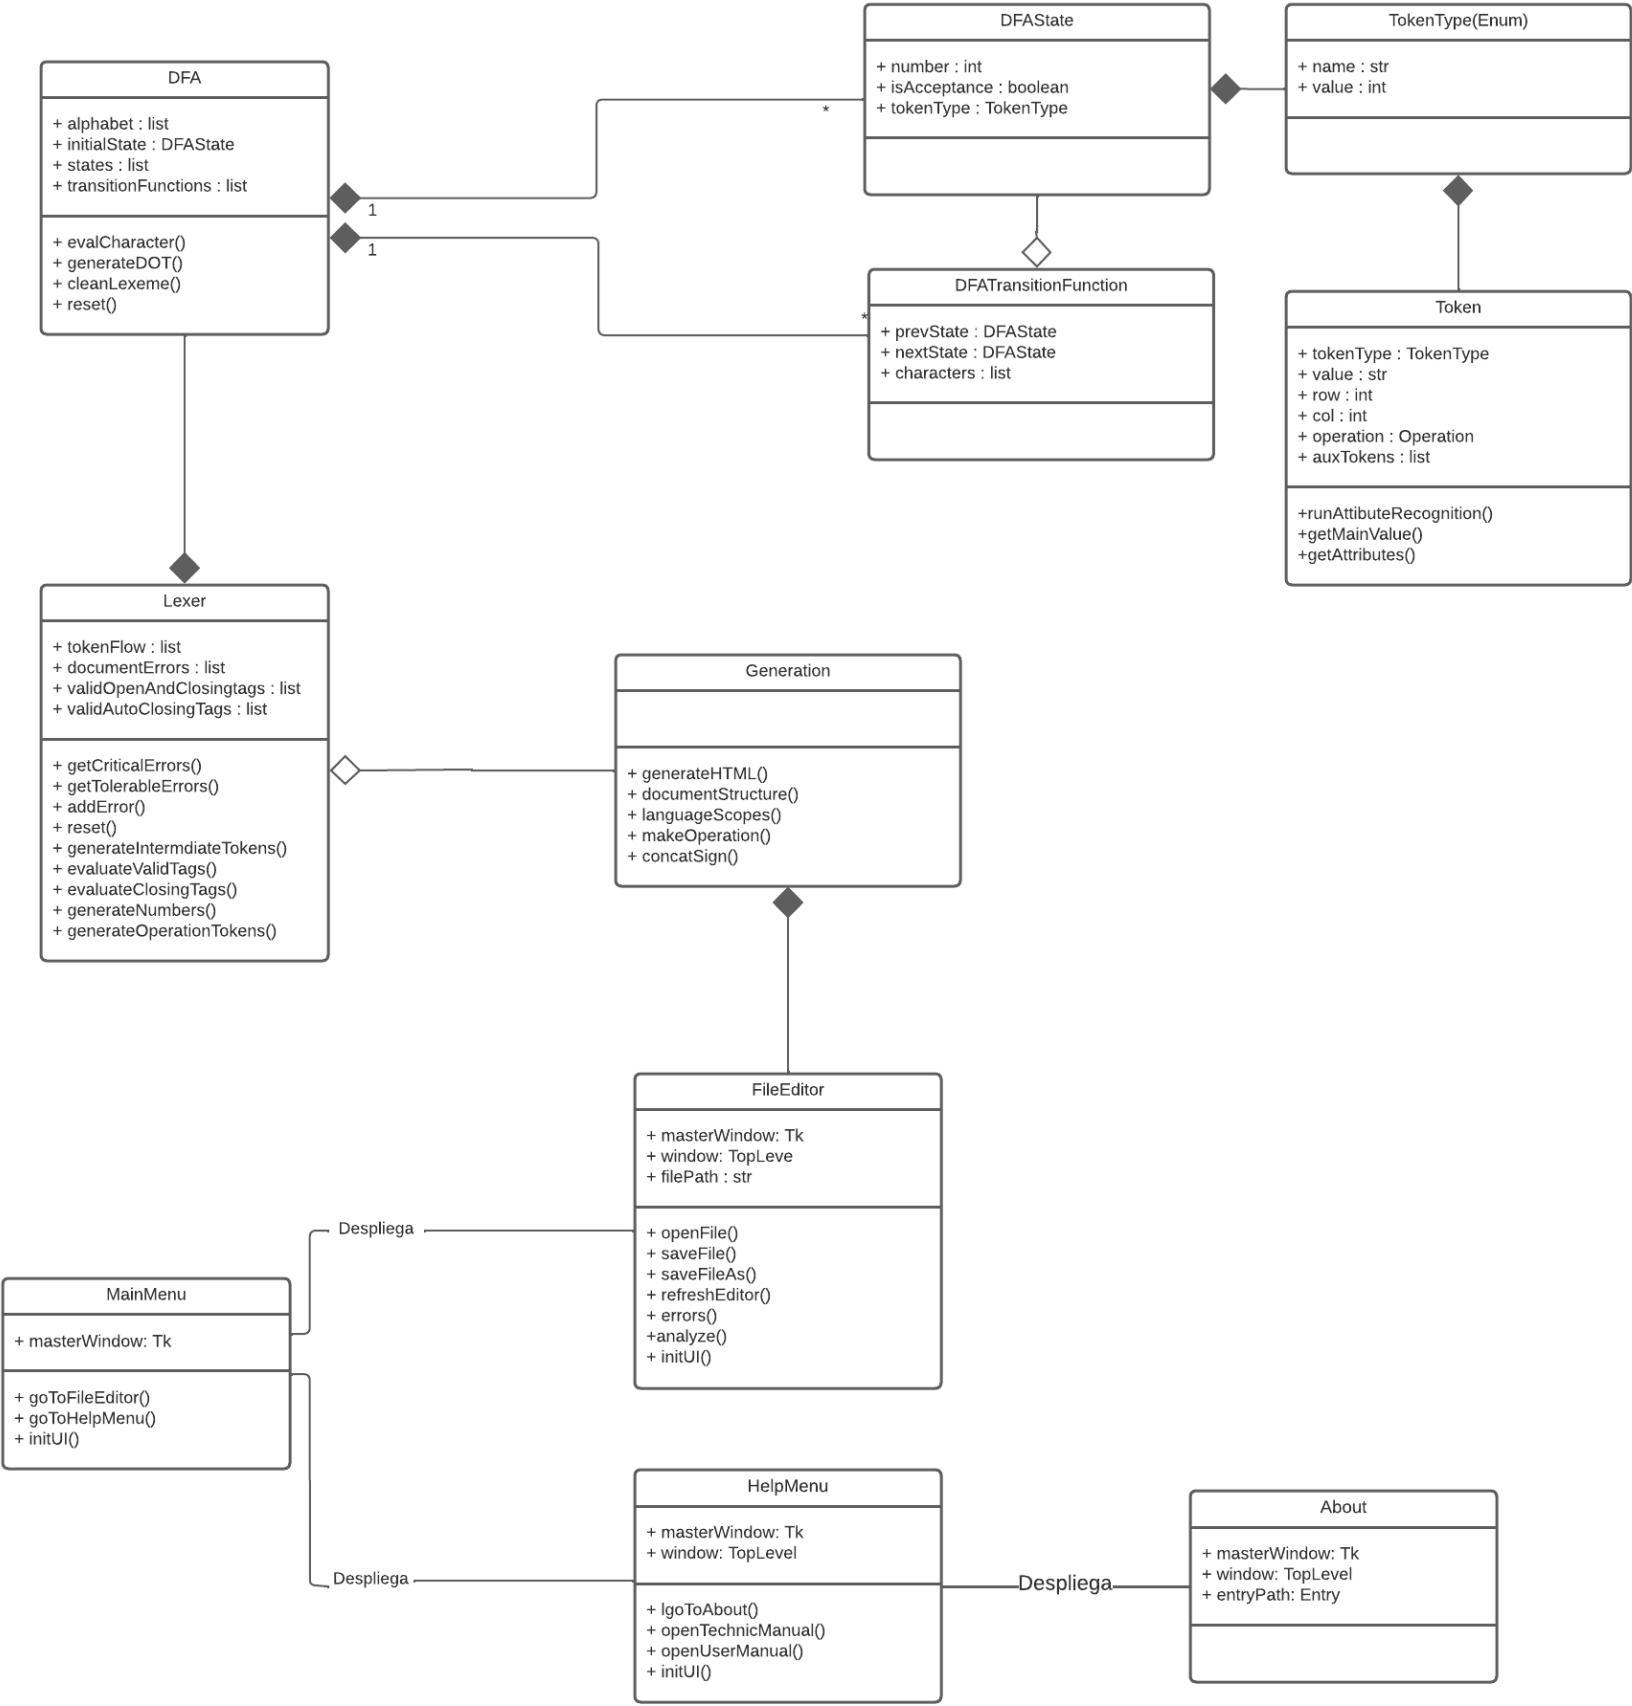 DFA
+ alphabet : list
+ initialState : DFAState
+ states : list
+ transitionFunctions : list
+ evalCharacter()
+ generateDOT()
+ cleanLexeme()
+ reset()
1
1
*
*
DFAState
+ number : int
+ isAcceptance : boolean
+ tokenType : TokenType
TokenType(Enum)
+ name : str
+ value : int
DFATransitionFunction
+ prevState : DFAState
+ nextState : DFAState
+ characters : list
Token
+ tokenType : TokenType
+ value : str
+ row : int
+ col : int
+ operation : Operation
+ auxTokens : list
+runAttibuteRecognition()
+getMainValue()
+getAttributes()
Lexer
+ tokenFlow : list
+ documentErrors : list
+ validOpenAndClosingtags : list
+ validAutoClosingTags : list
+ getCriticalErrors()
+ getTolerableErrors()
+ addError()
+ reset()
+ generateIntermdiateTokens()
+ evaluateValidTags()
+ evaluateClosingTags()
+ generateNumbers()
+ generateOperationTokens()
Generation
+ generateHTML()
+ documentStructure()
+ languageScopes()
+ makeOperation()
+ concatSign()
FileEditor
+ masterWindow: Tk
+ window: TopLeve
+ filePath : str
+ openFile()
+ saveFile()
+ saveFileAs()
+ refreshEditor()
+ errors()
+analyze()
+ initUI()
Despliega
MainMenu
+ masterWindow: Tk
+ goToFileEditor()
+ goToHelpMenu()
+ initUI()
Despliega
HelpMenu
+ masterWindow: Tk
+ window: TopLevel
+ lgoToAbout()
+ openTechnicManual()
+ openUserManual()
+ initUI()
Despliega
About
+ masterWindow: Tk
+ window: TopLevel
+ entryPath: Entry